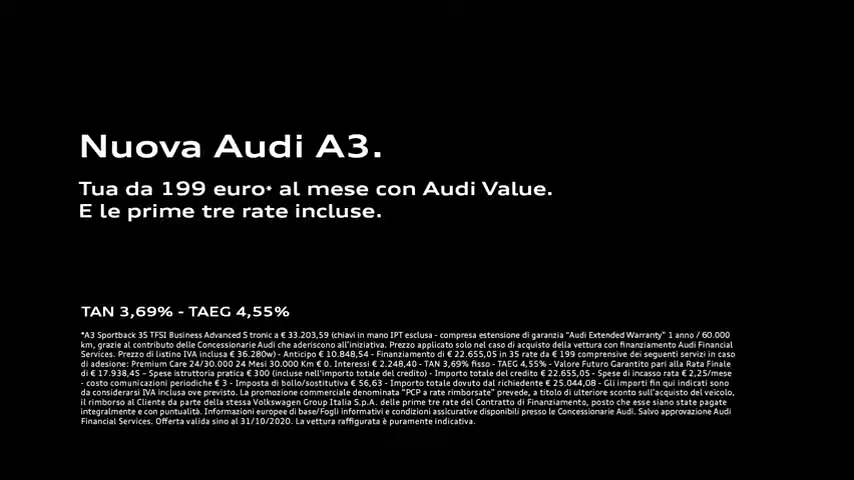 Nuova Audi A3.
Tua da 199 euro* al mese con Audi Value.
E le prime tre rate incluse.
TAN 3,69% - TAEG 4,55%
*A3 Sportback 35 TFSI Business Advanced S tronic a € 33.203,59 (chiavi in mano IPT esclusa - compresa estensione di garanzia "Audi Extended Warranty" 1 anno / 60.000
km, grazie al contributo delle Concessionarie Audi che aderiscono all'iniziativa. Prezzo applicato solo nel caso di acquisto della vettura con finanziamento Audi Financial
Services. Prezzo di listino IVA inclusa € 36.280w) - Anticipo € 10.848,54 - Finanziamento di € 22.655,05 in 35 rate da € 199 comprensive dei seguenti servizi in caso
di adesione: Premium Care 24/30.000 24 Mesi 30.000 Km € 0. Interessi € 2.248,40 - TAN 3,69% fisso - TAEG 4,55% - Valore Futuro Garantito pari alla Rata Finale
di € 17.938,45 – Spese istruttoria pratica € 300 (incluse nell'importo totale del credito) - Importo totale del credito € 22.655,05 - Spese di incasso rata € 2,25/mese
- costo comunicazioni periodiche € 3 - Imposta di bollo/sostitutiva € 56,63 - Importo totale dovuto dal richiedente € 25.044,08 - Gli importi fin qui indicati sono
da considerarsi IVA inclusa ove previsto. La promozione commerciale denominata "PCP a rate rimborsate" prevede, a titolo di ulteriore sconto sull'acquisto del veicolo,
il rimborso al Cliente da parte della stessa Volkswagen Group Italia S.p.A. delle prime tre rate del Contratto di Finanziamento, posto che esse siano state pagate
integralmente e con puntualità. Informazioni europee di base/Fogli informativi e condizioni assicurative disponibili presso le Concessionarie Audi. Salvo approvazione Audi
Financial Services. Offerta valida sino al 31/10/2020. La vettura raffigurata è puramente indicativa.